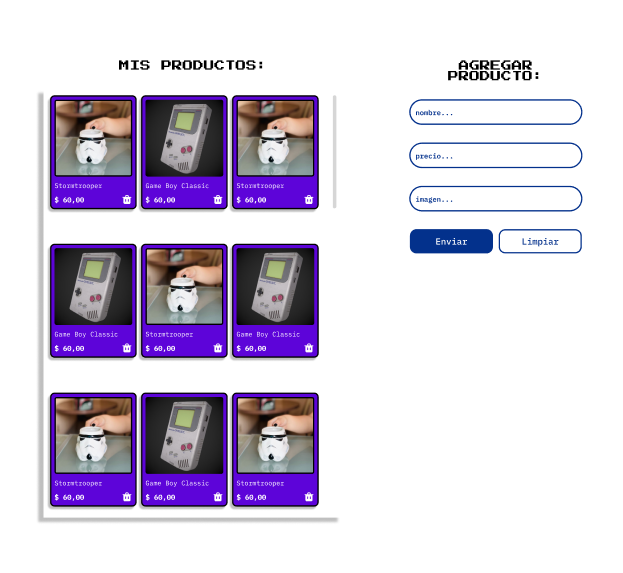 MIS PRODUCTOS:
Stormtrooper
$ 60,00
Game Boy Classic
$ 60,00
Stormtrooper
$ 60,00
Game Boy Classic
$ 60,00
Stormtrooper
$ 60,00
Game Boy Classic
$ 60,00
Stormtrooper
$ 60,00
Game Boy Classic
$ 60,00
Stormtrooper
$ 60,00
AGREGAR
PRODUCTO:
nombre...
precio...
imagen...
Enviar
Limpiar